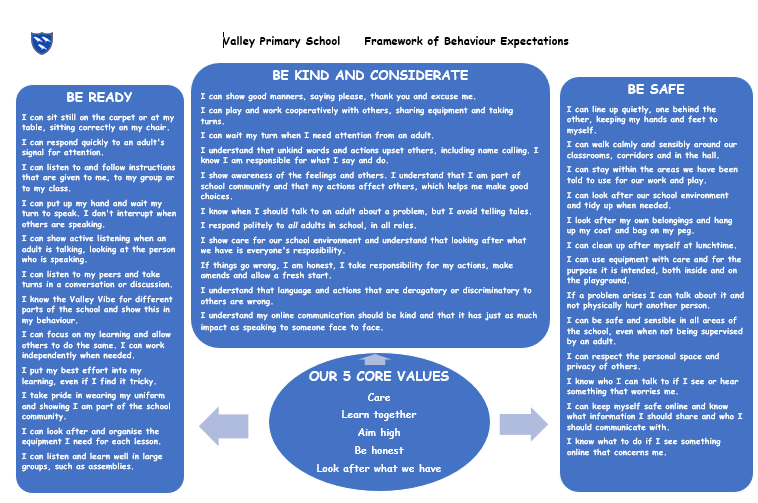 Valley Primary School Framework of Behaviour Expectations
BE READY
I can sit still on the carpet or at my
table, sitting correctly on my chair.
I can respond quickly to an adult's
signal for attention.
I can listen to and follow instructions
that are given to me, to my group or
to my class.
I can put up my hand and wait my
turn to speak. I don't interrupt when
others are speaking.
I can show active listening when an
adult is talking, looking at the person
who is speaking.
I can listen to my peers and take
turns in a conversation or discussion.
I know the Valley Vibe for different
parts of the school and show this in
my behaviour.
I can focus on my learning and allow
others to do the same. I can work
independently when needed.
I put my best effort into my
learning, even if I find it tricky.
I take pride in wearing my uniform
and showing I am part of the school
community.
I can look after and organise the
equipment I need for each lesson.
I can listen and learn well in large
groups, such as assemblies.
BE KIND AND CONSIDERATE
I can show good manners, saying please, thank you and excuse me.
I can play and work cooperatively with others, sharing equipment and taking
turns.
I can wait my turn when I need attention from an adult.
I understand that unkind words and actions upset others, including name calling. I
know I am responsible for what I say and do.
I show awareness of the feelings and others. I understand that I am part of
school community and that my actions affect others, which helps me make good
choices.
I know when I should talk to an adult about a problem, but I avoid telling tales.
I respond politely to all adults in school, in all roles.
I show care for our school environment and understand that looking after what
we have is everyone's resposibility.
If things go wrong, I am honest, I take responsibility for my actions, make
amends and allow a fresh start.
I understand that language and actions that are derogatory or discriminatory to
others are wrong.
I understand my online communication should be kind and that it has just as much
impact as speaking to someone face to face.
OUR 5 CORE VALUES
Care
Learn together
Aim high
Be honest
Look after what we have
BE SAFE
I can line up quietly, one behind the
other, keeping my hands and feet to
myself.
I can walk calmly and sensibly around our
classrooms, corridors and in the hall.
I can stay within the areas we have been
told to use for our work and play.
I can look after our school environment
and tidy up when needed.
I look after my own belongings and hang
up my coat and bag on my peg.
I can clean up after myself at lunchtime.
I can use equipment with care and for the
purpose it is intended, both inside and on
the playground.
If a problem arises I can talk about it and
not physically hurt another person.
I can be safe and sensible in all areas of
the school, even when not being supervised
by an adult.
I can respect the personal space and
privacy of others.
I know who I can talk to if I see or hear
something that worries me.
I can keep myself safe online and know
what information I should share and who I
should communicate with.
I know what to do if I see something
online that concerns me.